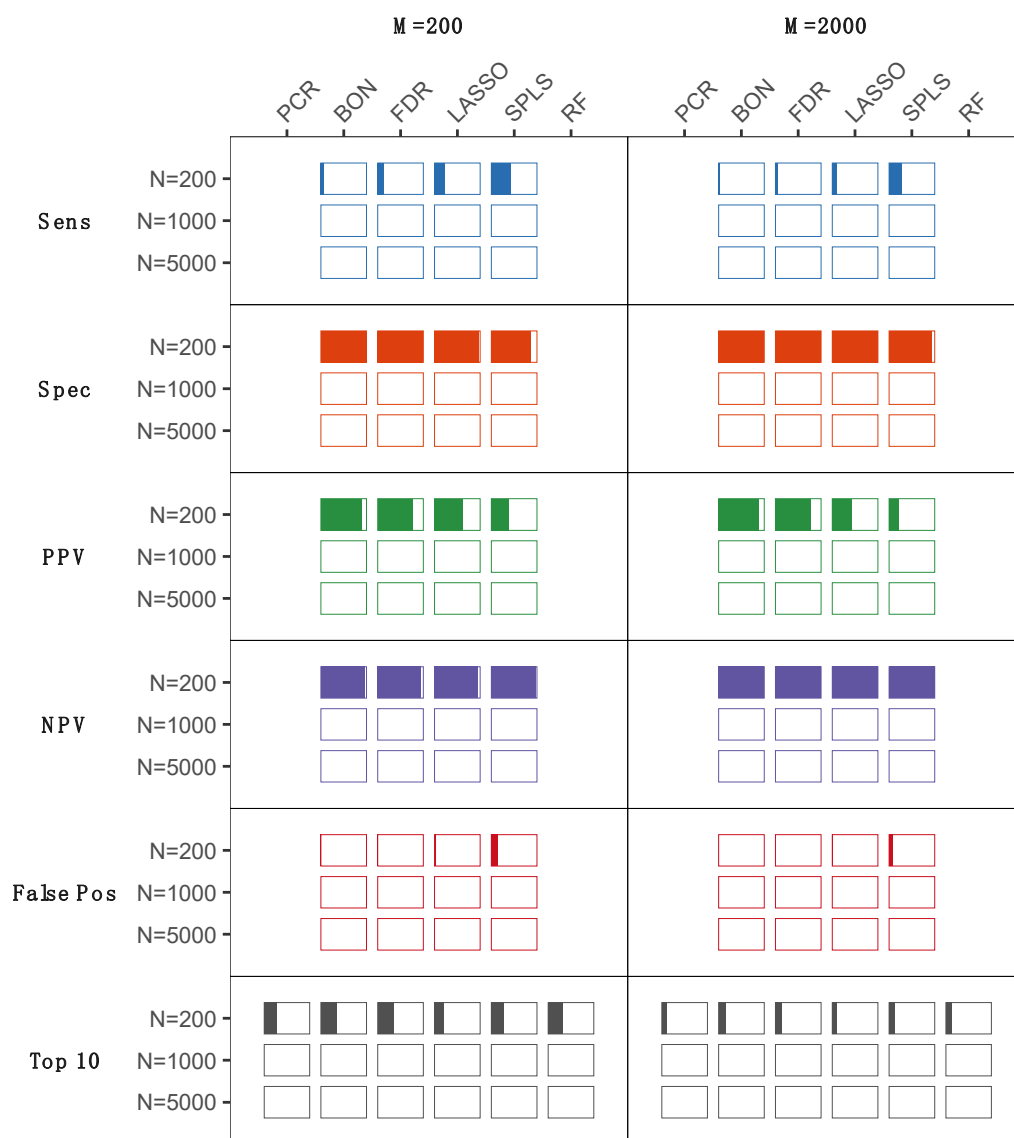 M=200 M=2000
PCR BON FDR LASSO SPLS RF PCR BON FDR LASSO SPLS RF
N=200
Sens N=1000
N=5000
N=200
Spec N=1000
N=5000
N=200
PPV N=1000
N=5000
N=200
NPV N=1000
N=5000
N=200
False Pos N=1000
N=5000
N=200
Top 10 N=1000
N=5000